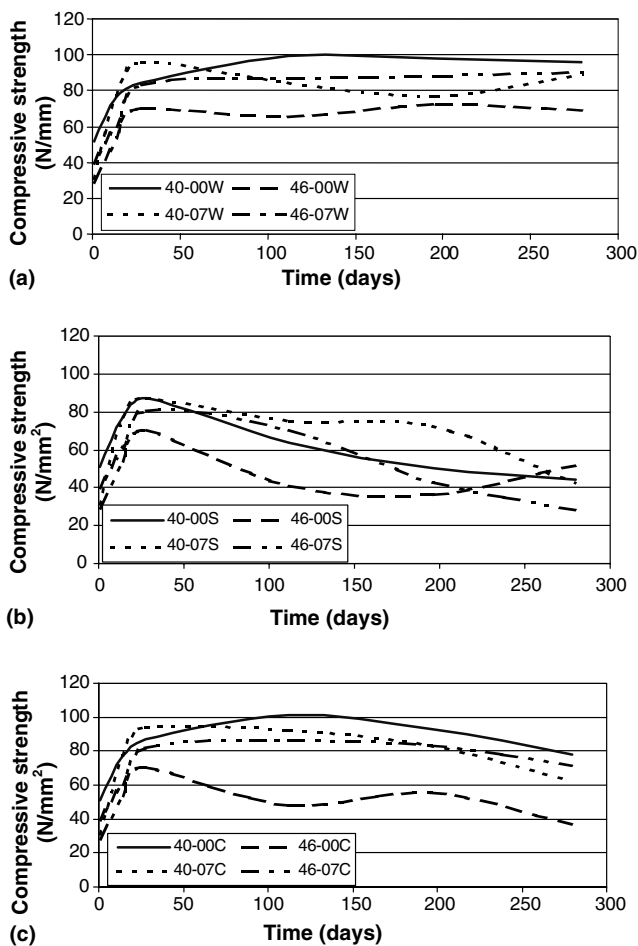 120
100
80
60
40
20
0
Compressive strength
(N/mm)
40-00W
46-00W
40-07W
46-07W
0 50 100 150 200 250 300
Time (days)
(a)
120
100
80
60
40
20
0
Compressive strength
(N/mm²)
40-00S
46-00S
40-07S
46-07S
0 50 100 150 200 250 300
Time (days)
(b)
120
100
80
60
40
20
0
Compressive strength
(N/mm²)
40-00C
46-00C
40-07C
46-07C
0 50 100 150 200 250 300
Time (days)
(c)